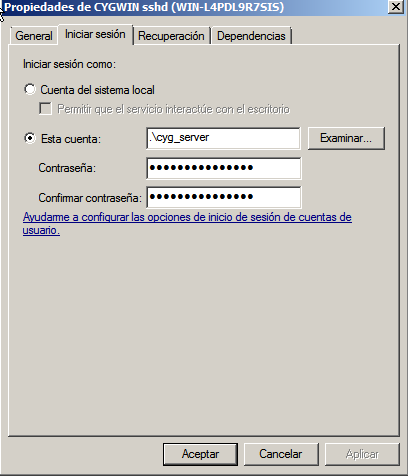 Propiedades de CYGWIN sshd (WIN-L4PDL9R7SIS)
General Iniciar sesión Recuperación Dependencias
Iniciar sesión como:
Cuenta del sistema local
Permitir que el servicio interactúe con el escritorio
Esta cuenta: .\cyg_server Examinar...
Contraseña: ●●●●●●●●●●●●●●●
Confirmar contraseña: ●●●●●●●●●●●●●●●
Ayudarme a configurar las opciones de inicio de sesión de cuentas de
usuario.
Aceptar Cancelar Aplicar